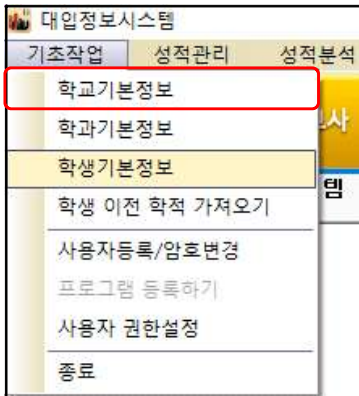 대입정보시스템
기초작업 성적관리 성적분석
학교기본정보
사
학과기본정보
학생기본정보
템
학생 이전 학적 가져오기
사용자등록/암호변경
프로그램 등록하기
사용자 권한설정
종료